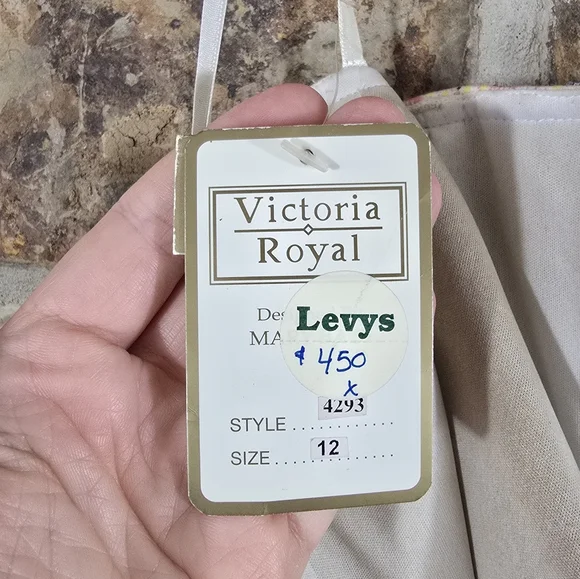 Victoria
Royal
Levys
$ 450
x
4293
STYLE............
SIZE............
12